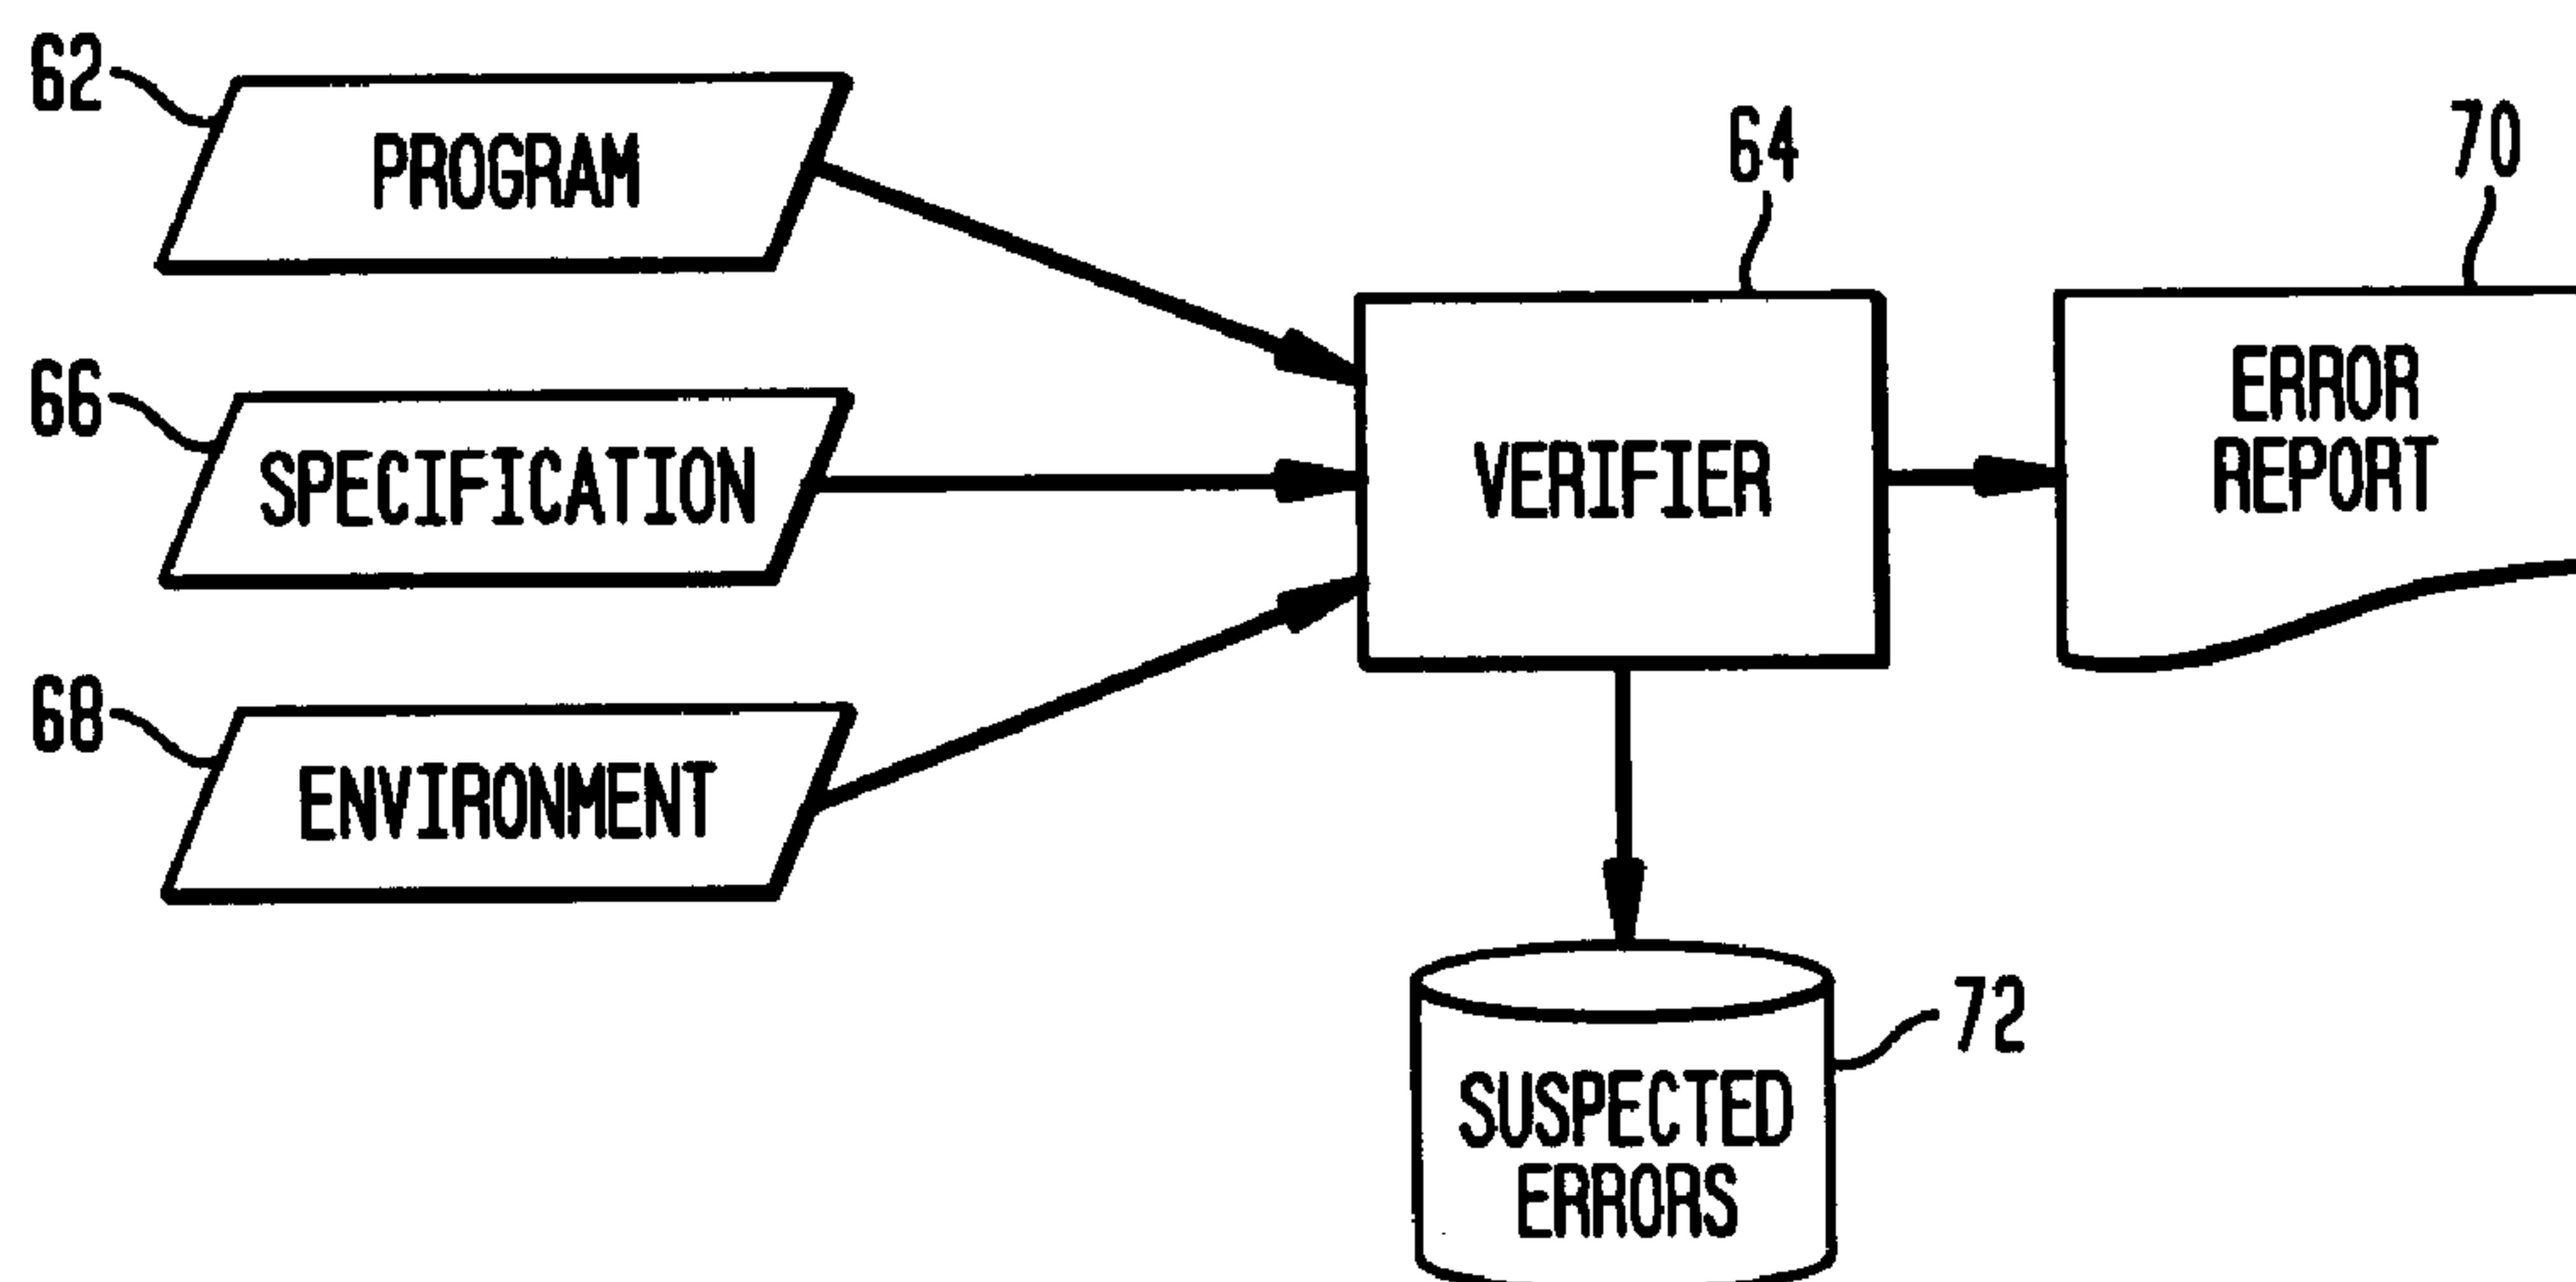 62
PROGRAM
64
70
66
SPECIFICATION
VERIFIER
ERROR
REPORT
68
ENVIRONMENT
72
SUSPECTED
ERRORS